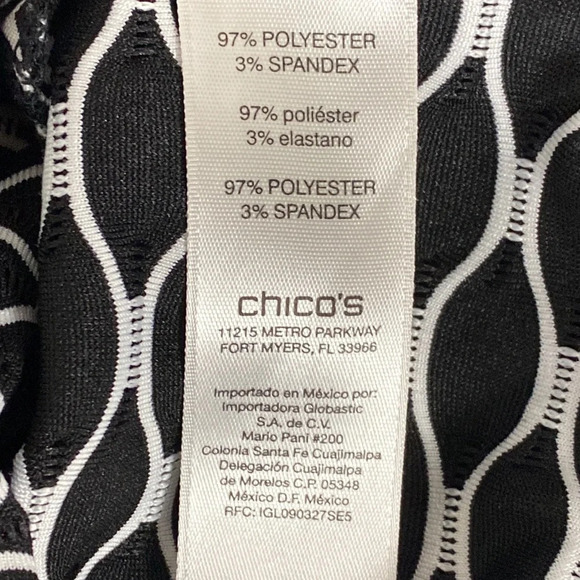 97% POLYESTER
3% SPANDEX
97% poliéster
3% elastano
97% POLYESTER
3% SPANDEX
chico's
11215 METRO PARKWAY
FORT MYERS, FL 33966
Importado en México por:
Importadora Globastic
S.A. de C.V.
Mario Pani #200
Colonia Santa Fe Cuajimalpa
Delegación Cuajimalpa
de Morelos C.P. 05348
México D.F. México
RFC: IGL090327SE5